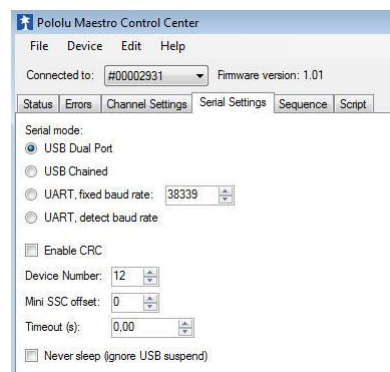 Pololu Maestro Control Center
File Device Edit Help
Connected to: #00002931 Firmware version: 1.01
Status Errors Channel Settings Serial Settings Sequence Script
Serial mode:
USB Dual Port
USB Chained
UART, fixed baud rate: 38339
UART, detect baud rate
Enable CRC
Device Number: 12
Mini SSC offset: 0
Timeout (s): 0,00
Never sleep (ignore USB suspend)